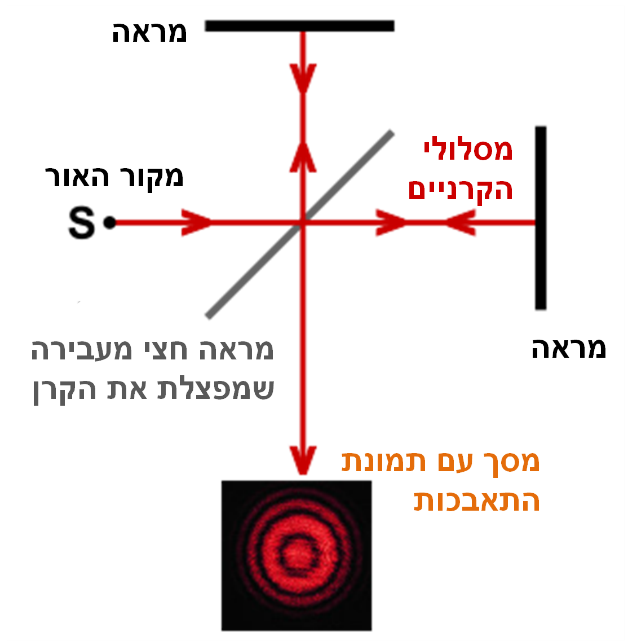 מראה
מסלולי
הקרניים
מקור האור
S
מראה
מראה חצי מעבירה
שמפצלת את הקרן
מסך עם תמונת
התאבכות